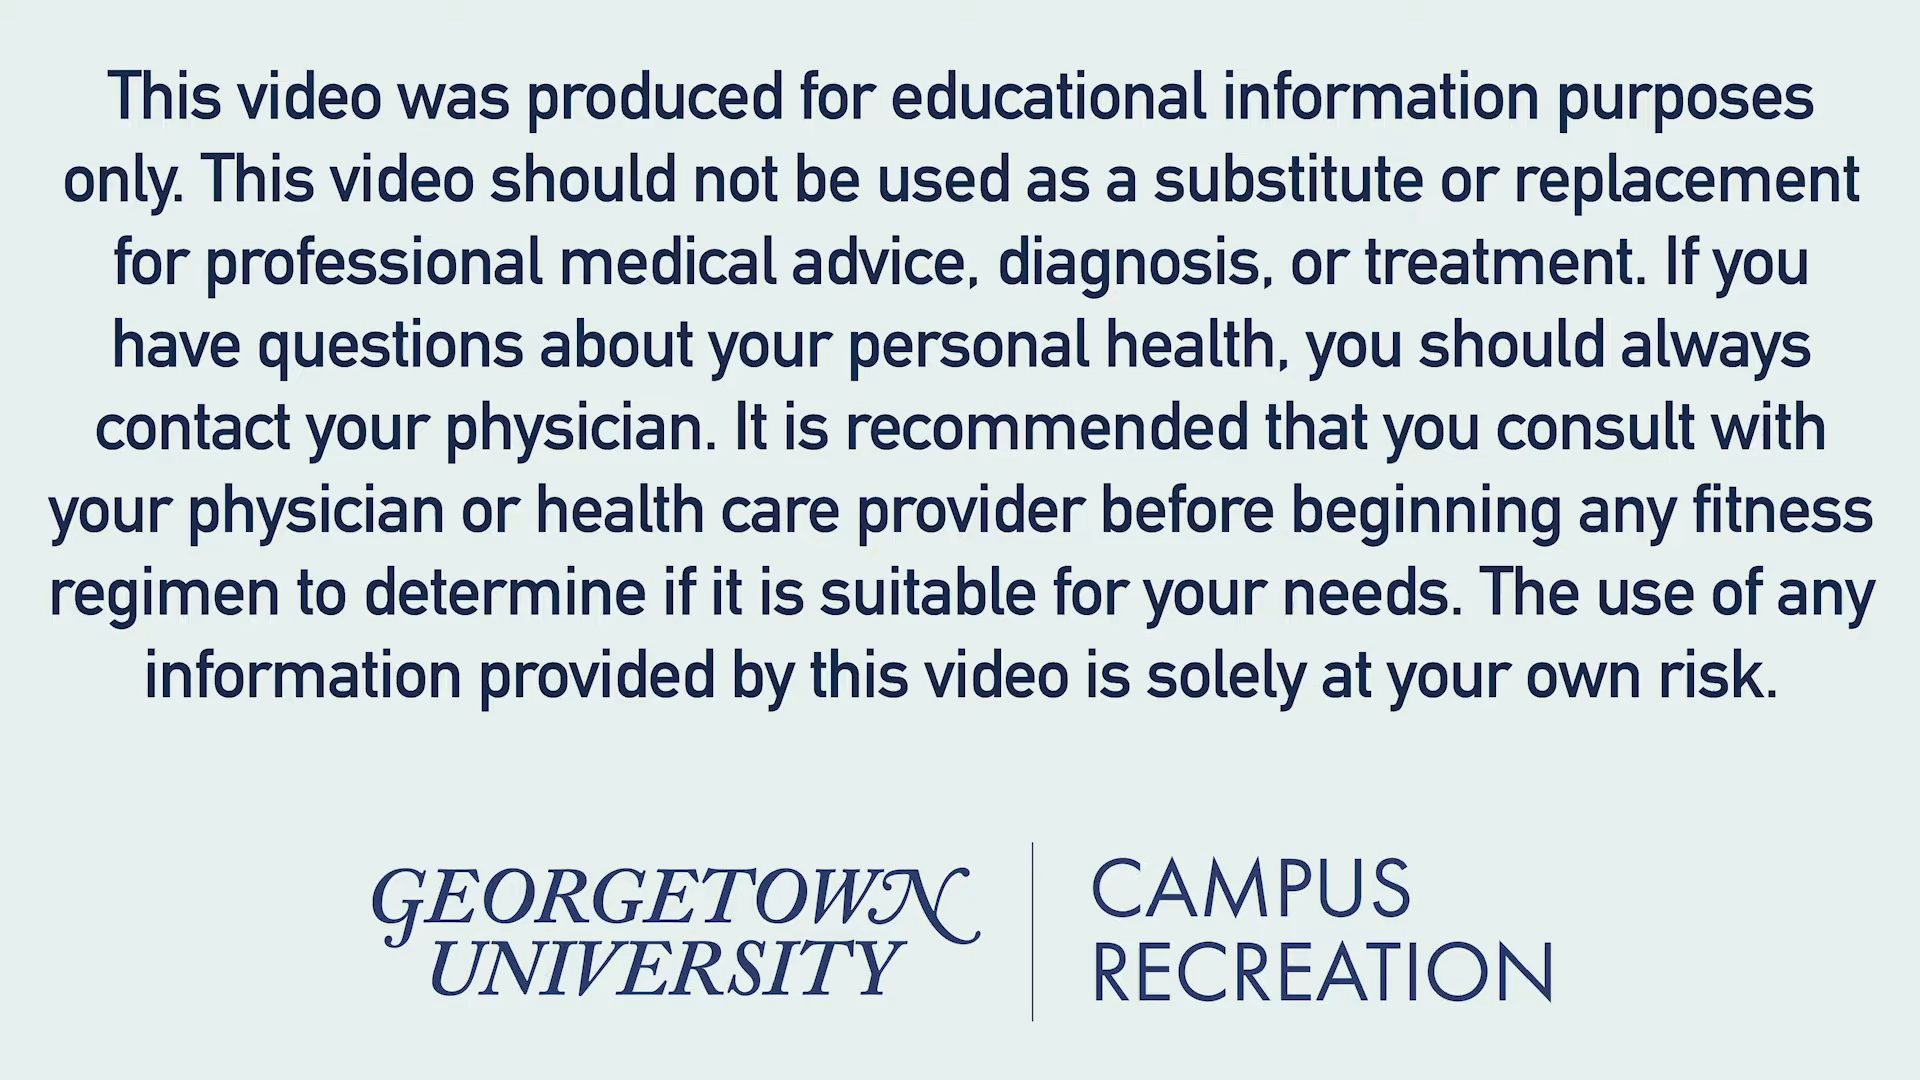 This video was produced for educational information purposes
only. This video should not be used as a substitute or replacement
for professional medical advice, diagnosis, or treatment. If you
have questions about your personal health, you should always
contact your physician. It is recommended that you consult with
your physician or health care provider before beginning any fitness
regimen to determine if it is suitable for your needs. The use of any
information provided by this video is solely at your own risk.
GEORGETOWN
UNIVERSITY
CAMPUS
RECREATION